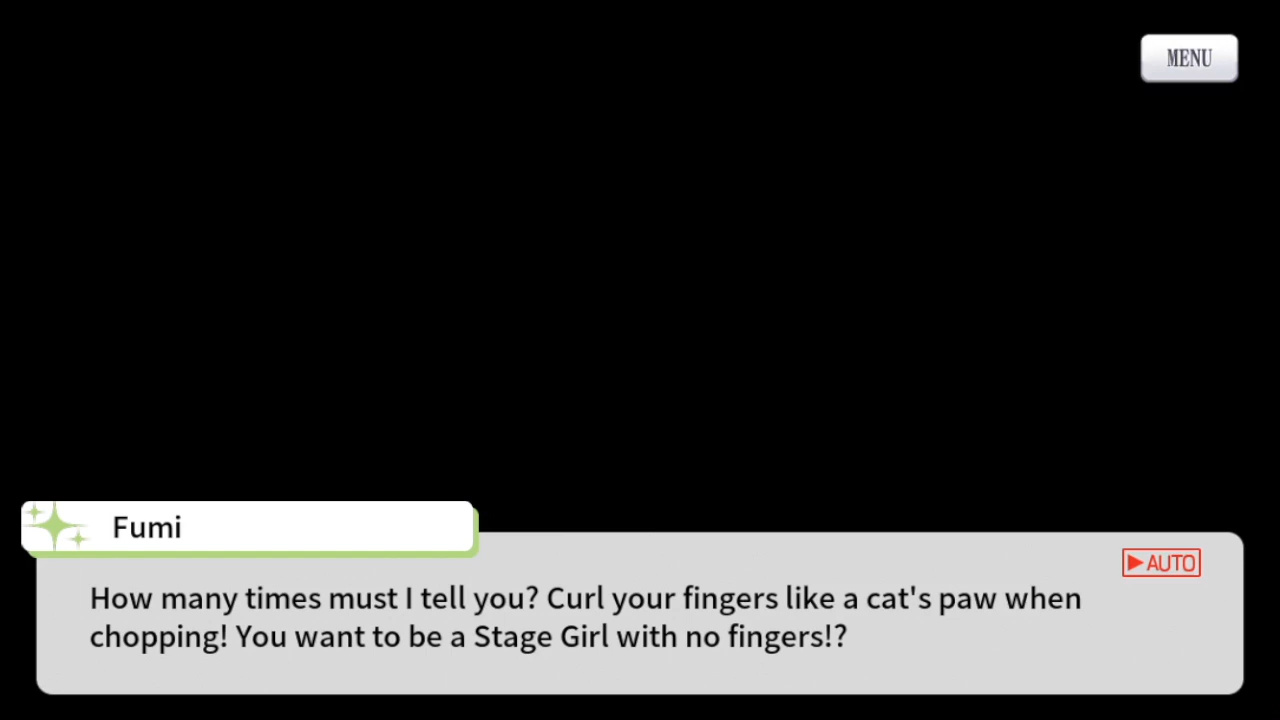 MENU
Fumi
▶AUTO
How many times must I tell you? Curl your fingers like a cat's paw when
chopping! You want to be a Stage Girl with no fingers!?